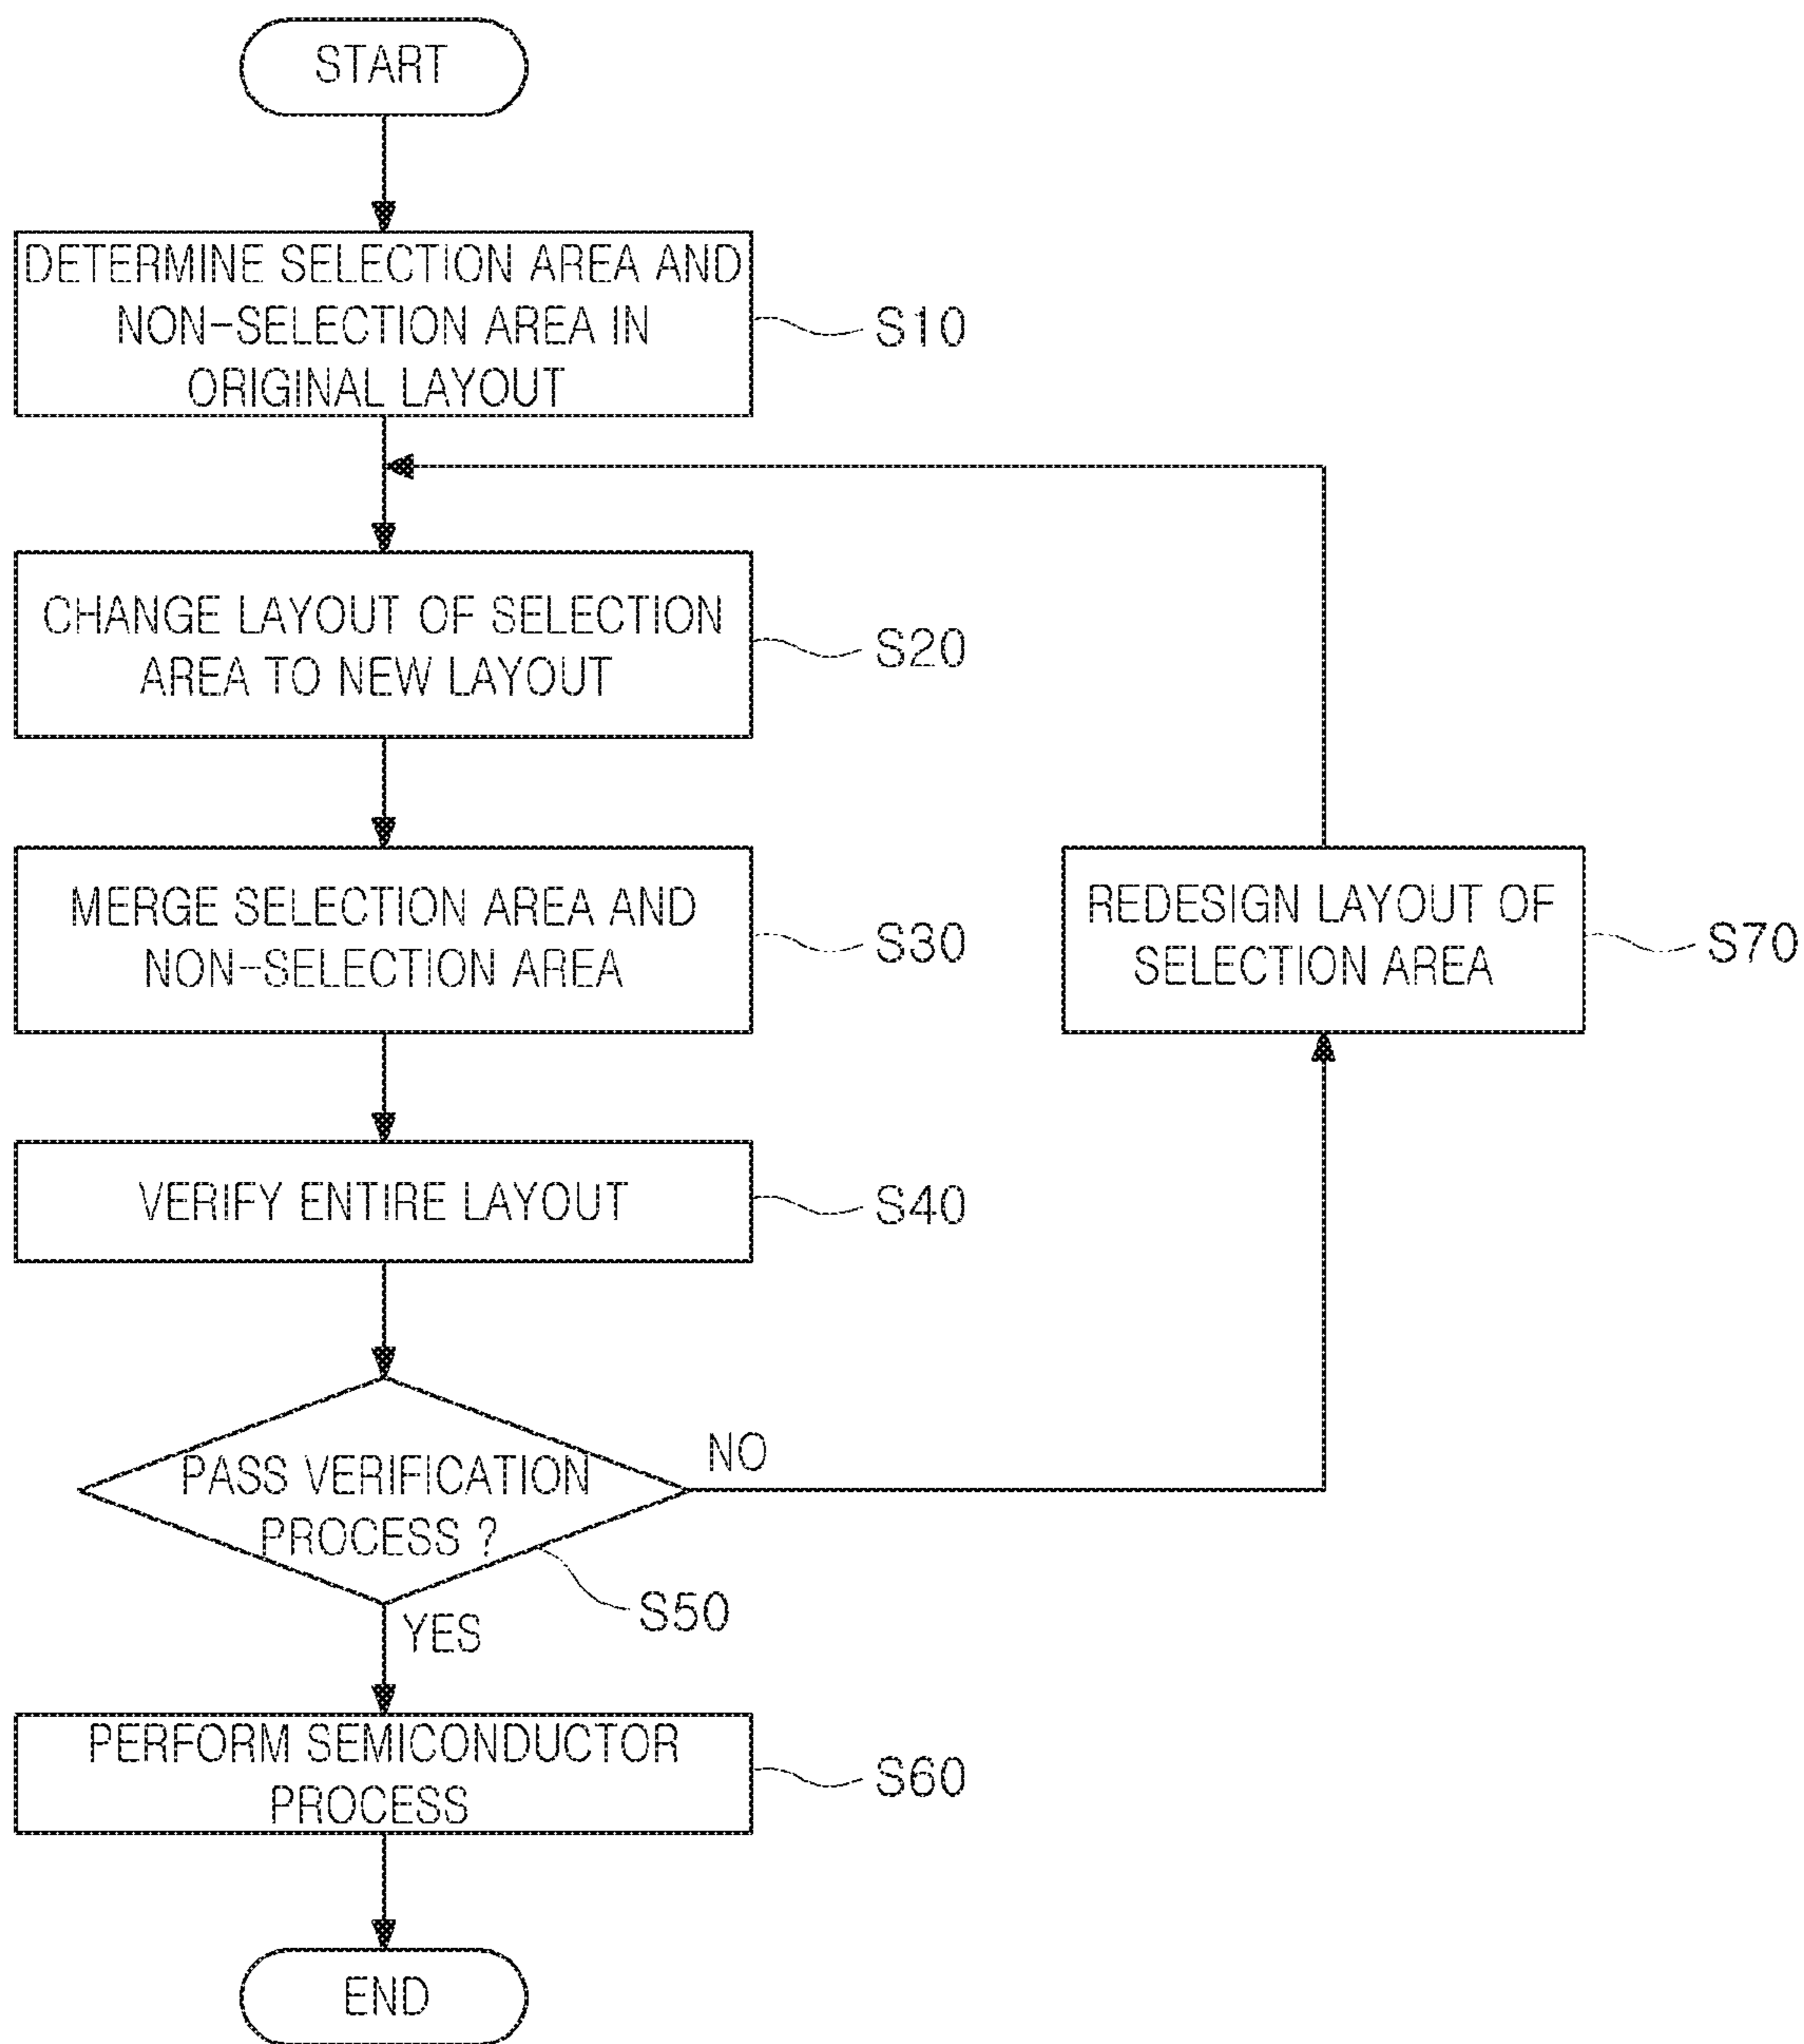 START
DETERMINE SELECTION AREA AND
NON-SELECTION AREA IN
ORIGINAL LAYOUT
S10
CHANGE LAYOUT OF SELECTION
AREA TO NEW LAYOUT
S20
MERGE SELECTION AREA AND
NON-SELECTION AREA
S30
REDESIGN LAYOUT OF
SELECTION AREA
S70
VERIFY ENTIRE LAYOUT
S40
PASS VERIFICATION
PROCESS ?
NO
S50
YES
PERFORM SEMICONDUCTOR
PROCESS
S60
END